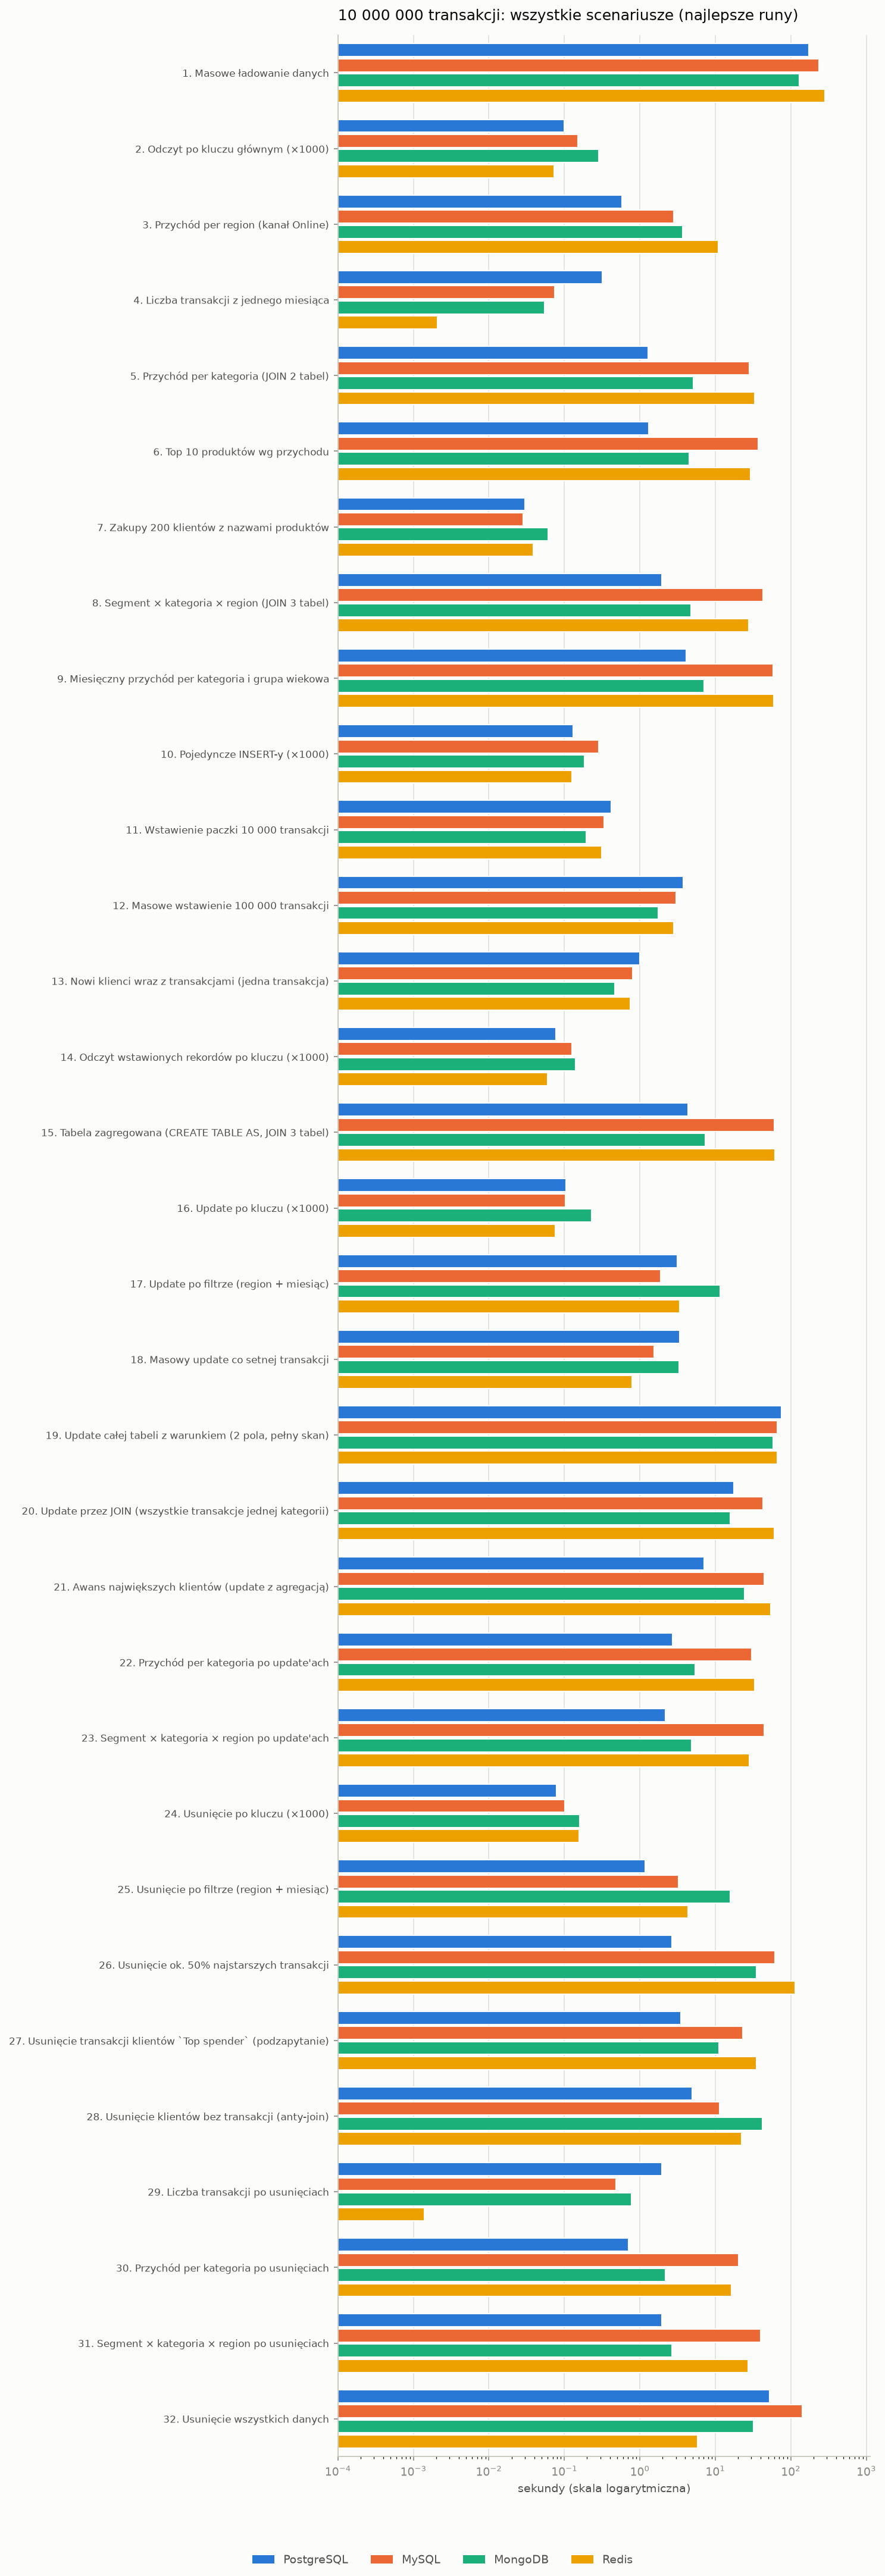 10 000 000 transakcji: wszystkie scenariusze (najlepsze runy)
1. Masowe ładowanie danych
2. Odczyt po kluczu głównym (×1000)
3. Przychód per region (kanał Online)
4. Liczba transakcji z jednego miesiąca
5. Przychód per kategoria (JOIN 2 tabel)
6. Top 10 produktów wg przychodu
7. Zakupy 200 klientów z nazwami produktów
8. Segment × kategoria × region (JOIN 3 tabel)
9. Miesięczny przychód per kategoria i grupa wiekowa
10. Pojedyncze INSERT-y (×1000)
11. Wstawienie paczki 10 000 transakcji
12. Masowe wstawienie 100 000 transakcji
13. Nowi klienci wraz z transakcjami (jedna transakcja)
14. Odczyt wstawionych rekordów po kluczu (×1000)
15. Tabela zagregowana (CREATE TABLE AS, JOIN 3 tabel)
16. Update po kluczu (×1000)
17. Update po filtrze (region + miesiąc)
18. Masowy update co setnej transakcji
19. Update całej tabeli z warunkiem (2 pola, pełny skan)
20. Update przez JOIN (wszystkie transakcje jednej kategorii)
21. Awans największych klientów (update z agregacją)
22. Przychód per kategoria po update'ach
23. Segment × kategoria × region po update'ach
24. Usunięcie po kluczu (×1000)
25. Usunięcie po filtrze (region + miesiąc)
26. Usunięcie ok. 50% najstarszych transakcji
27. Usunięcie transakcji klientów `Top spender` (podzapytanie)
28. Usunięcie klientów bez transakcji (anty-join)
29. Liczba transakcji po usunięciach
30. Przychód per kategoria po usunięciach
31. Segment × kategoria × region po usunięciach
32. Usunięcie wszystkich danych
10⁻⁴ 10⁻³ 10⁻² 10⁻¹ 10⁰ 10¹ 10² 10³
sekundy (skala logarytmiczna)
PostgreSQL MySQL MongoDB Redis